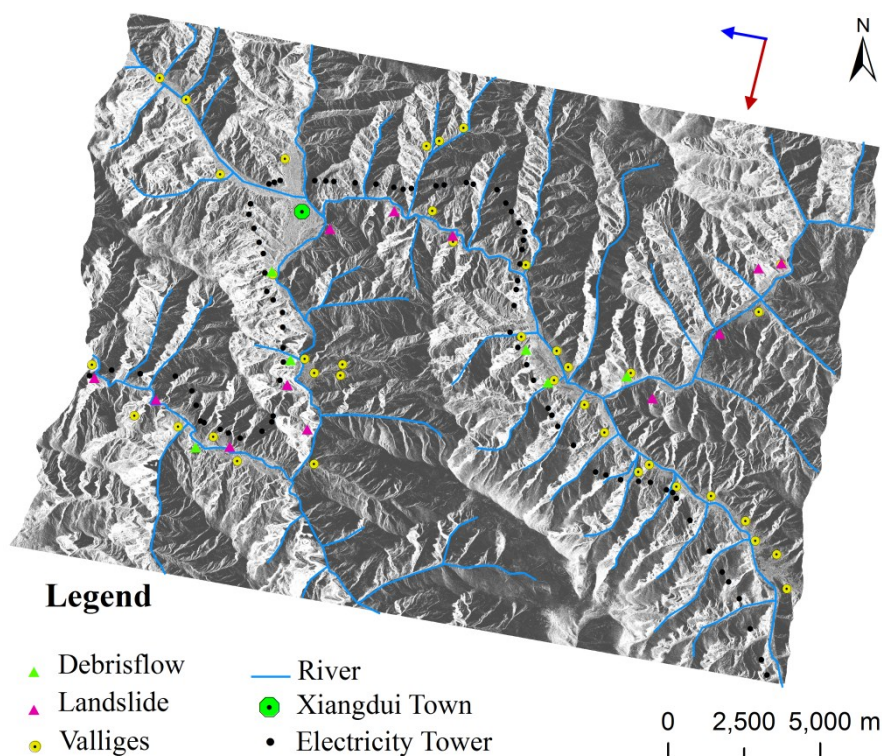 N
Legend
Debrisflow
Landslide
Valliges
River
Xiangdui Town
Electricity Tower
0 2,500 5,000 m